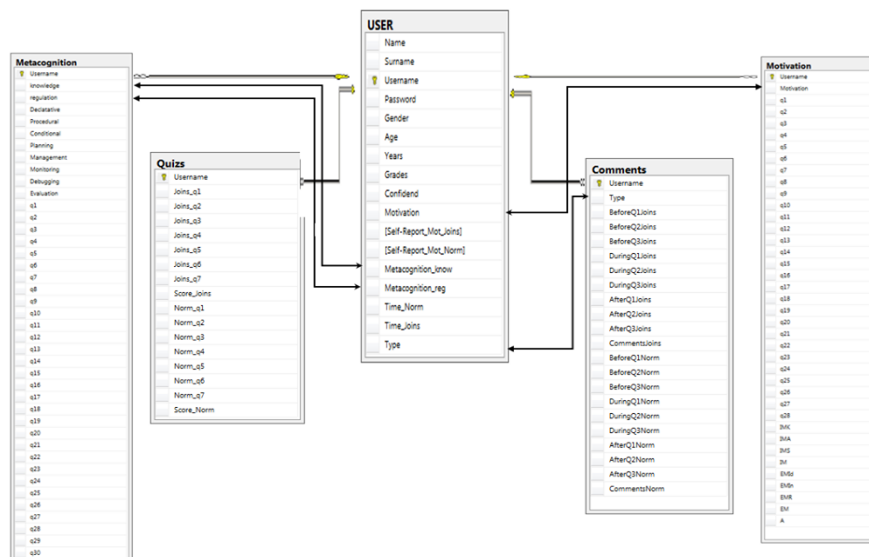 Metacognition
Username
knowledge
regulation
Declatative
Procedural
Conditional
Planning
Management
Monitoring
Debugging
Evaluation
q1
q2
q3
q4
q5
q6
q7
q8
q9
q10
q11
q12
q13
q14
q15
q16
q17
q18
q19
q20
q21
q22
q23
q24
q25
q26
q27
q28
q29
q30
Quizs
Username
Joins_q1
Joins_q2
Joins_q3
Joins_q4
Joins_q5
Joins_q6
Joins_q7
Score_Joins
Norm_q1
Norm_q2
Norm_q3
Norm_q4
Norm_q5
Norm_q6
Norm_q7
Score_Norm
USER
Name
Surname
Username
Password
Gender
Age
Years
Grades
Confidend
Motivation
[Self-Report_Mot_Joins]
[Self-Report_Mot_Norm]
Metacognition_know
Metacognition_reg
Time_Norm
Time_Joins
Type
Comments
Username
Type
BeforeQ1Joins
BeforeQ2Joins
BeforeQ3Joins
DuringQ1Joins
DuringQ2Joins
DuringQ3Joins
AfterQ1Joins
AfterQ2Joins
AfterQ3Joins
CommentsJoins
BeforeQ1Norm
BeforeQ2Norm
BeforeQ3Norm
DuringQ1Norm
DuringQ2Norm
DuringQ3Norm
AfterQ1Norm
AfterQ2Norm
AfterQ3Norm
CommentsNorm
Motivation
Username
Motivation
q1
q2
q3
q4
q5
q6
q7
q8
q9
q10
q11
q12
q13
q14
q15
q16
q17
q18
q19
q20
q21
q22
q23
q24
q25
q26
q27
q28
IMK
IMA
IMS
IM
EMId
EMIn
EMR
EM
A